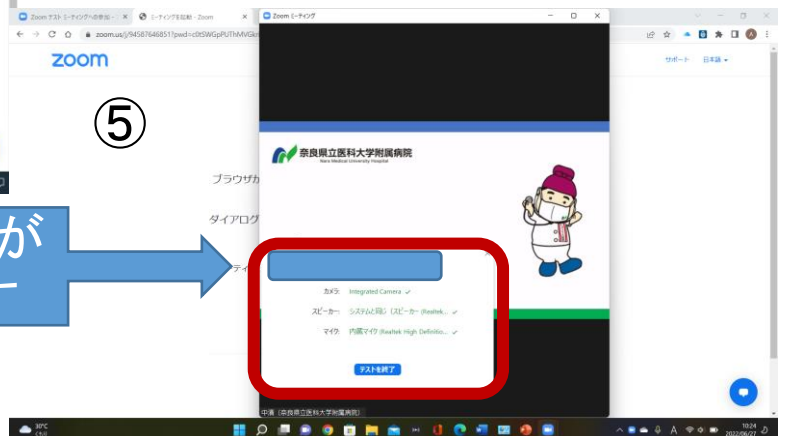 Zoom テスト ミーティングへの参加 -
ミーティングを起動 - Zoom
Zoom ミーティング
zoom
サポート
日本語
⑤
奈良県立医科大学附属病院
Nara Medical University Hospital
ブラウザが
ダイアログ
が
カメラ: Integrated Camera
スピーカー: システムと同じ (スピーカー (Realtek...
マイク: 内蔵マイク (Realtek High Definitio...
テストを終了
中濱 (奈良県立医科大学附属病院)
30°C
くもり
A
10:24
2022/06/27